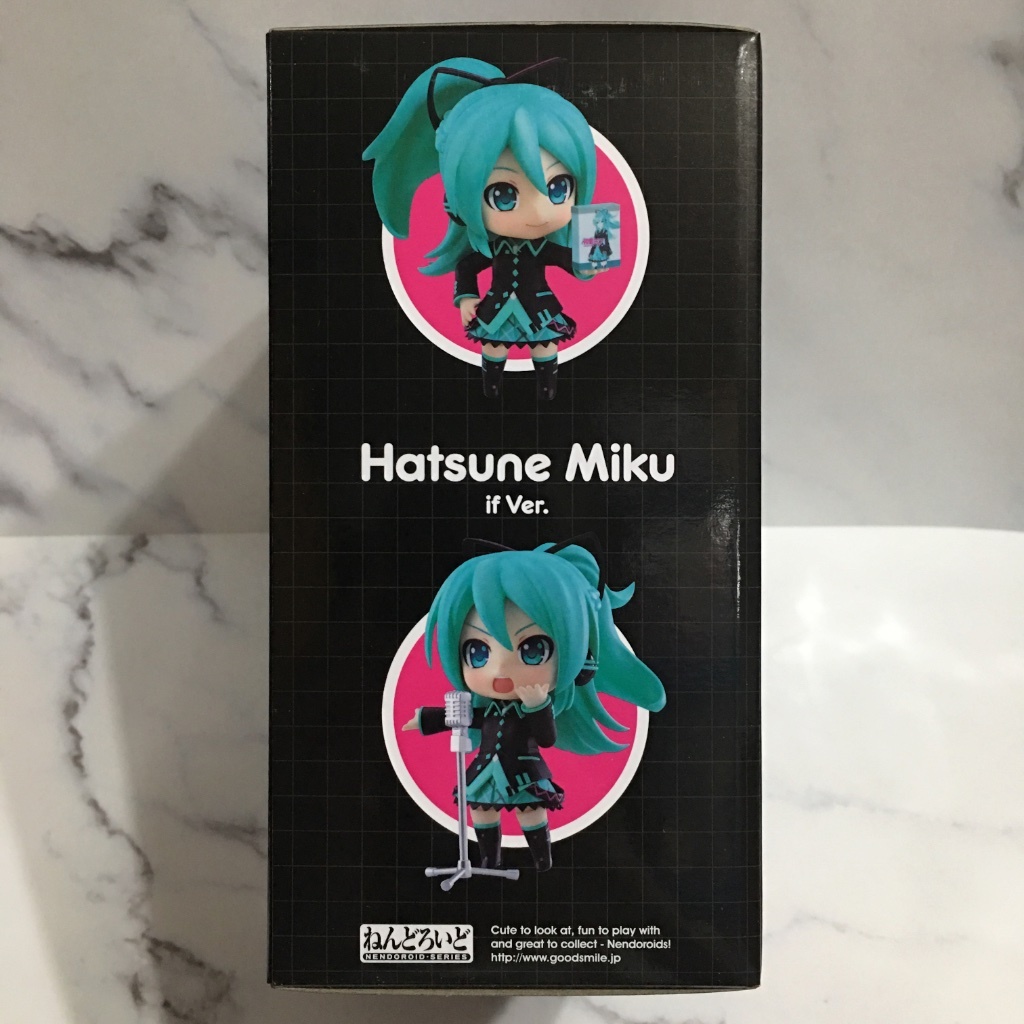 Hatsune Miku
if Ver.
ねんどろいど
NENDOROID·SERIES
Cute to look at, fun to play with
and great to collect - Nendoroids!
http://www.goodsmile.jp